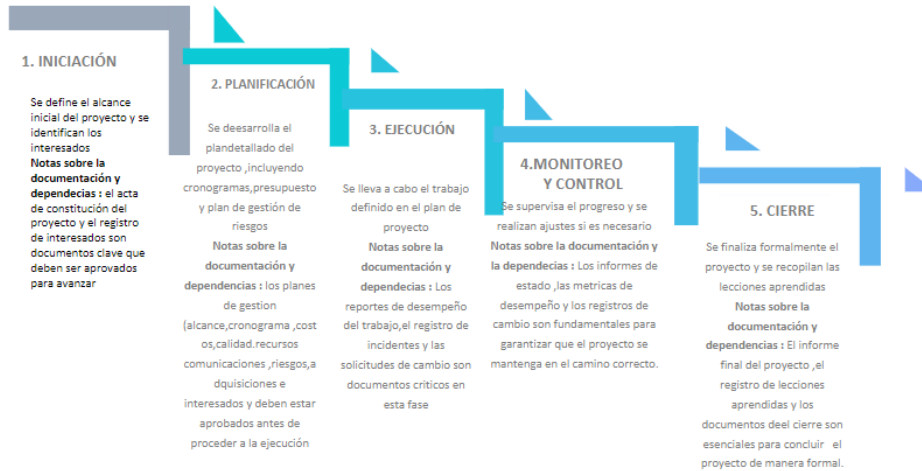 1. INICIACIÓN
Se define el alcance
inicial del proyecto y se
identifican los
interesados
Notas sobre la
documentación y
dependecias : el acta
de constitución del
proyecto y el registro
de interesados son
documentos clave que
deben ser aprovados
para avanzar
2. PLANIFICACIÓN
Se deesarrolla el
plandetallado del
proyecto ,incluyendo
cronogramas,presupuesto
y plan de gestión de
riesgos
Notas sobre la
documentación y
dependencias : los planes
de gestion
(alcance,cronograma ,cost
os,calidad.recursos
comunicaciones ,riesgos,a
dquisiciones e
interesados y deben estar
aprobados antes de
proceder a la ejecución
3. EJECUCIÓN
Se lleva a cabo el trabajo
definido en el plan de
proyecto
Notas sobre la
documentación y
dependecias : Los
reportes de desempeño
del trabajo,el registro de
incidentes y las
solicitudes de cambio son
documentos criticos en
esta fase
4.MONITOREO
Y CONTROL
Se supervisa el progreso y se
realizan ajustes si es necesario
Notas sobre la documentación y
la dependecias : Los informes de
estado ,las metricas de
desempeño y los registros de
cambio son fundamentales para
garantizar que el proyecto se
mantenga en el camino correcto.
5. CIERRE
Se finaliza formalmente el
proyecto y se recopilan las
lecciones aprendidas
Notas sobre la
documentación y
dependencias : El informe
final del proyecto ,el
registro de lecciones
aprendidas y los
documentos deel cierre son
esenciales para concluir el
proyecto de manera formal.